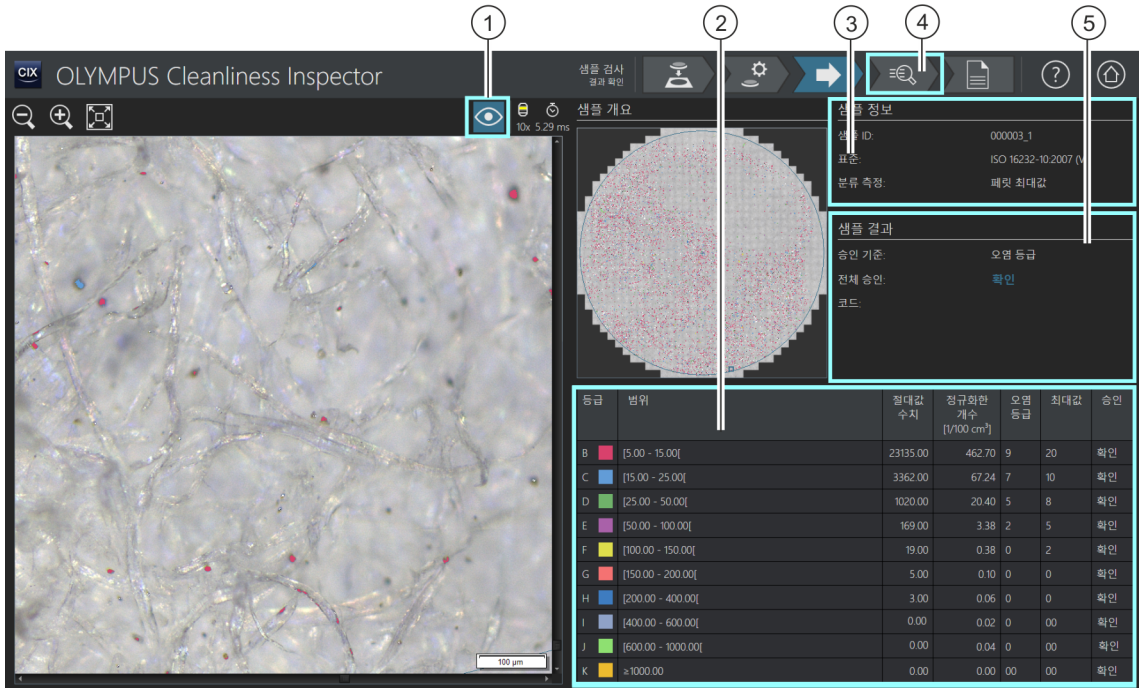 1
2
3
4
5
CIX
OLYMPUS Cleanliness Inspector
샘플 검사
결과 확인
?
10x 5.29 ms
샘플 개요
100 µm
샘플 정보
샘플 ID: 000003_1
표준: ISO 16232-10:2007 (V
분류 측정: 페릿 최대값
샘플 결과
승인 기준: 오염 등급
전체 승인: 확인
코드:
등급 범위 절대값 수치 정규화한 개수 [1/100 cm³] 오염 등급 최대값 승인
B [5.00 - 15.00[ 23135.00 462.70 9 20 확인
C [15.00 - 25.00[ 3362.00 67.24 7 10 확인
D [25.00 - 50.00[ 1020.00 20.40 5 8 확인
E [50.00 - 100.00[ 169.00 3.38 2 5 확인
F [100.00 - 150.00[ 19.00 0.38 0 2 확인
G [150.00 - 200.00[ 5.00 0.10 0 0 확인
H [200.00 - 400.00[ 3.00 0.06 0 0 확인
I [400.00 - 600.00[ 0.00 0.02 0 00 확인
J [600.00 - 1000.00[ 0.00 0.04 0 00 확인
K ≥1000.00 0.00 0.00 00 00 확인